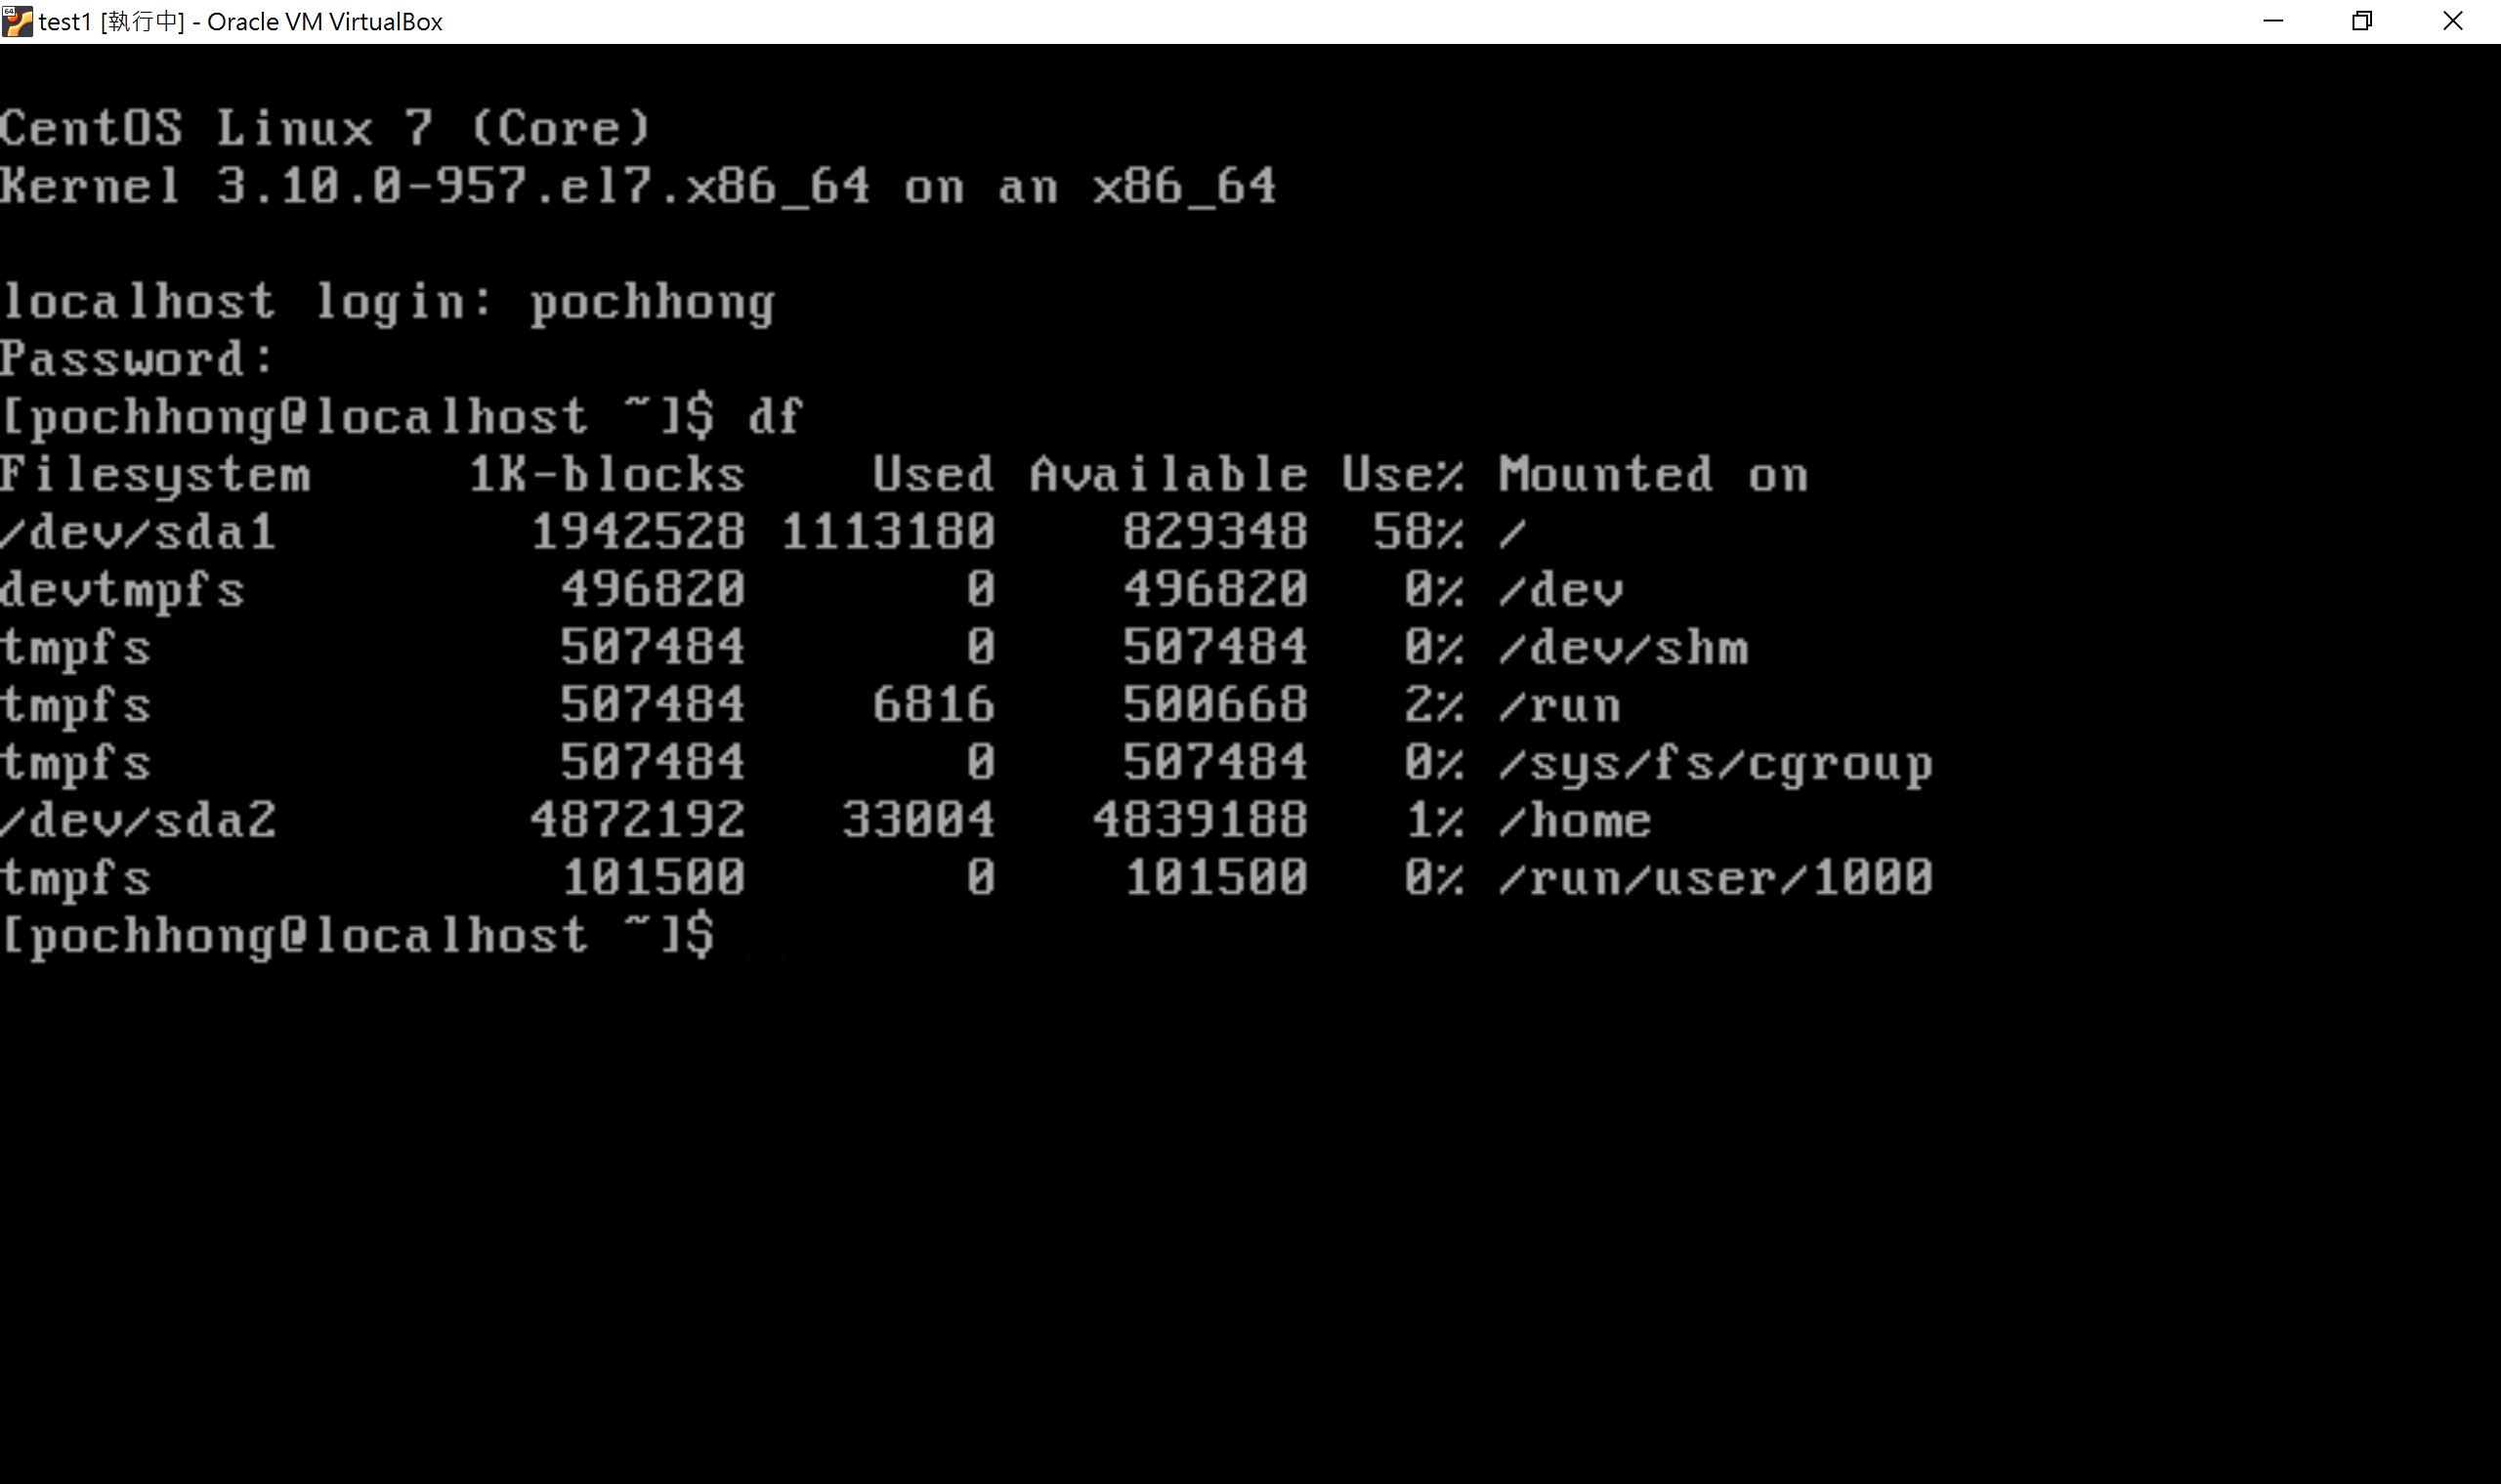 test1 [執行中] - Oracle VM VirtualBox
CentOS Linux 7 (Core)
Kernel 3.10.0-957.el7.x86_64 on an x86_64
localhost login: pochhong
Password:
[pochhong@localhost ~]$ df
Filesystem     1K-blocks    Used Available Use% Mounted on
/dev/sda1        1942528 1113180    829348  58% /
devtmpfs          496820       0    496820   0% /dev
tmpfs             507484       0    507484   0% /dev/shm
tmpfs             507484    6816    500668   2% /run
tmpfs             507484       0    507484   0% /sys/fs/cgroup
/dev/sda2        4872192   33004   4839188   1% /home
tmpfs             101500       0    101500   0% /run/user/1000
[pochhong@localhost ~]$